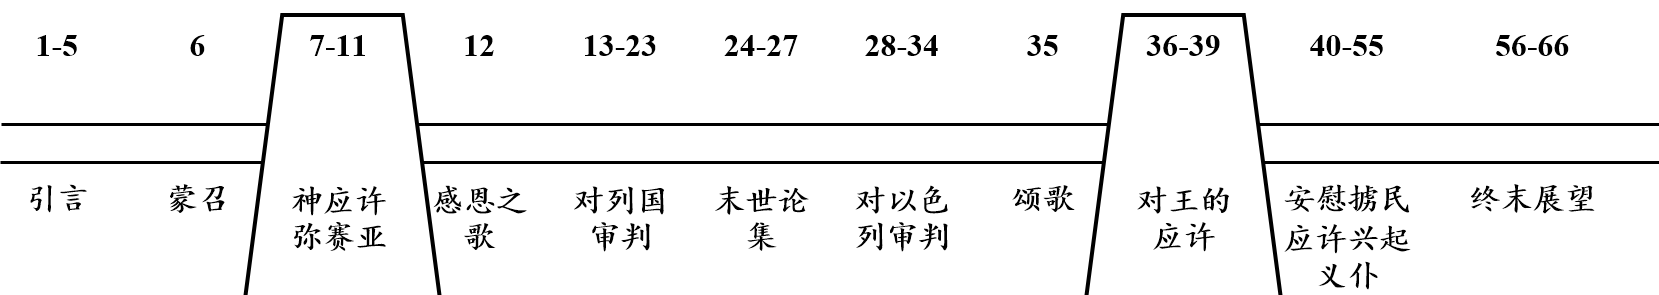 1-5 6 7-11 12 13-23 24-27 28-34 35 36-39 40-55 56-66
引言 蒙召 神应许 感恩之 对列国 末世论 对以色 颂歌 对王的 安慰掳民 终末展望
弥赛亚 歌 审判 集 列审判 应许 应许兴起
义仆